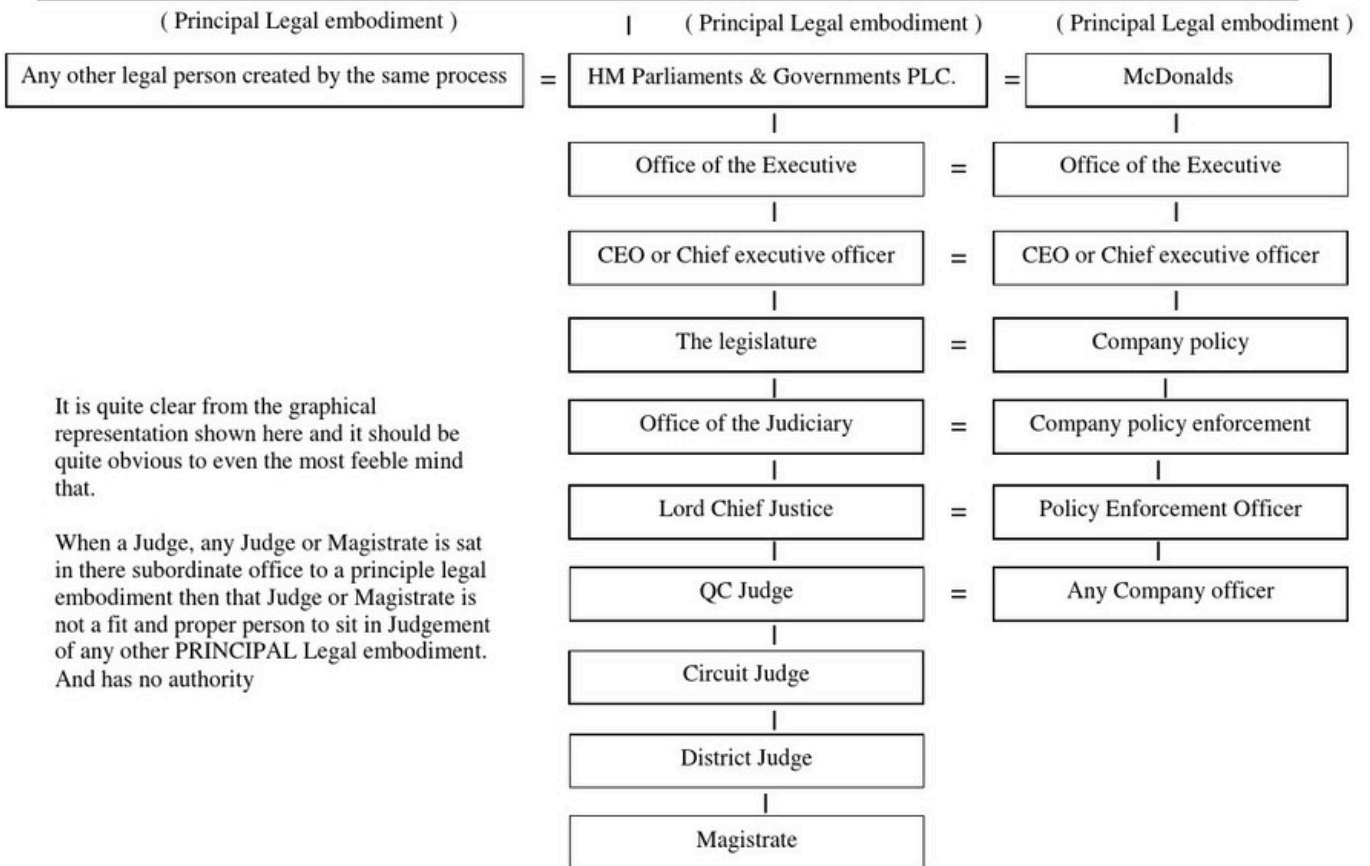 ( Principal Legal embodiment ) | ( Principal Legal embodiment ) ( Principal Legal embodiment )
Any other legal person created by the same process = HM Parliaments & Governments PLC. = McDonalds
Office of the Executive = Office of the Executive
CEO or Chief executive officer = CEO or Chief executive officer
The legislature = Company policy
Office of the Judiciary = Company policy enforcement
Lord Chief Justice = Policy Enforcement Officer
QC Judge = Any Company officer
Circuit Judge
District Judge
Magistrate
It is quite clear from the graphical
representation shown here and it should be
quite obvious to even the most feeble mind
that.
When a Judge, any Judge or Magistrate is sat
in there subordinate office to a principle legal
embodiment then that Judge or Magistrate is
not a fit and proper person to sit in Judgement
of any other PRINCIPAL Legal embodiment.
And has no authority